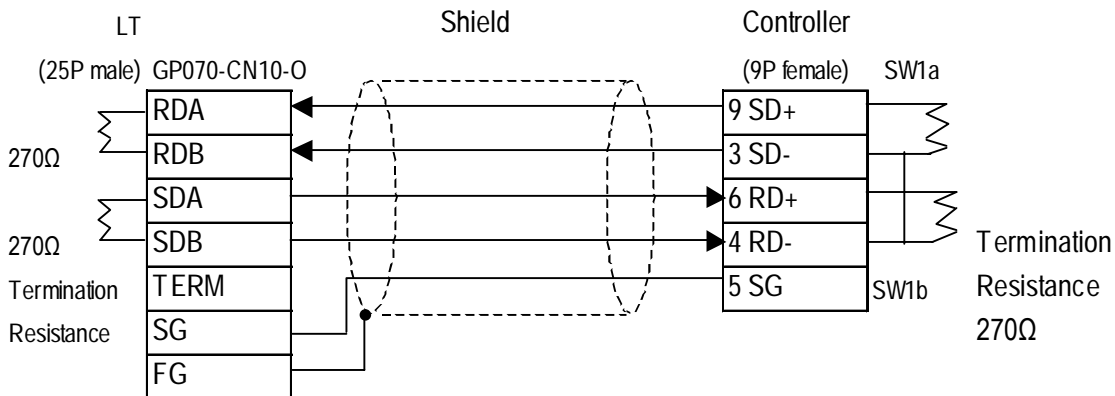 LT
Shield
Controller
(25P male) GP070-CN10-O
(9P female)
SW1a
RDA
9 SD+
RDB
3 SD-
270Ω
SDA
6 RD+
SDB
4 RD-
270Ω
Termination
Resistance
TERM
5 SG
SW1b
Termination
Resistance
270Ω
SG
FG